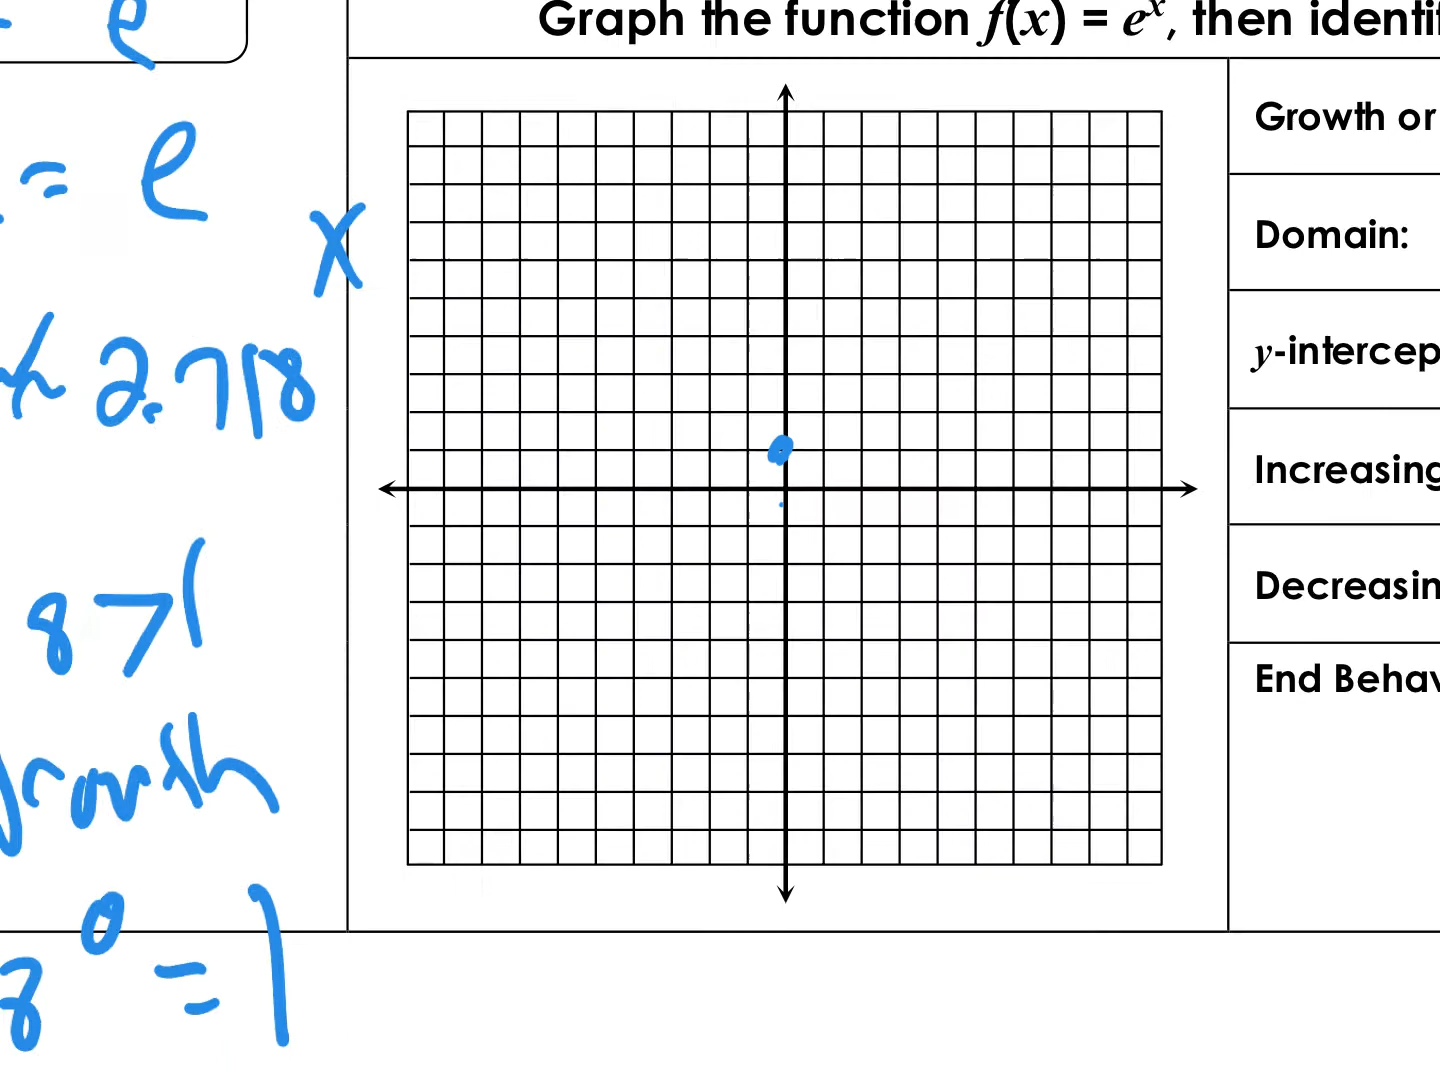 = e
Graph the function f(x) = eˣ, then identif
= e
x
2.718
8 > 1
growth
8⁰ = 1
Growth or
Domain:
y-intercep
Increasing
Decreasin
End Behav